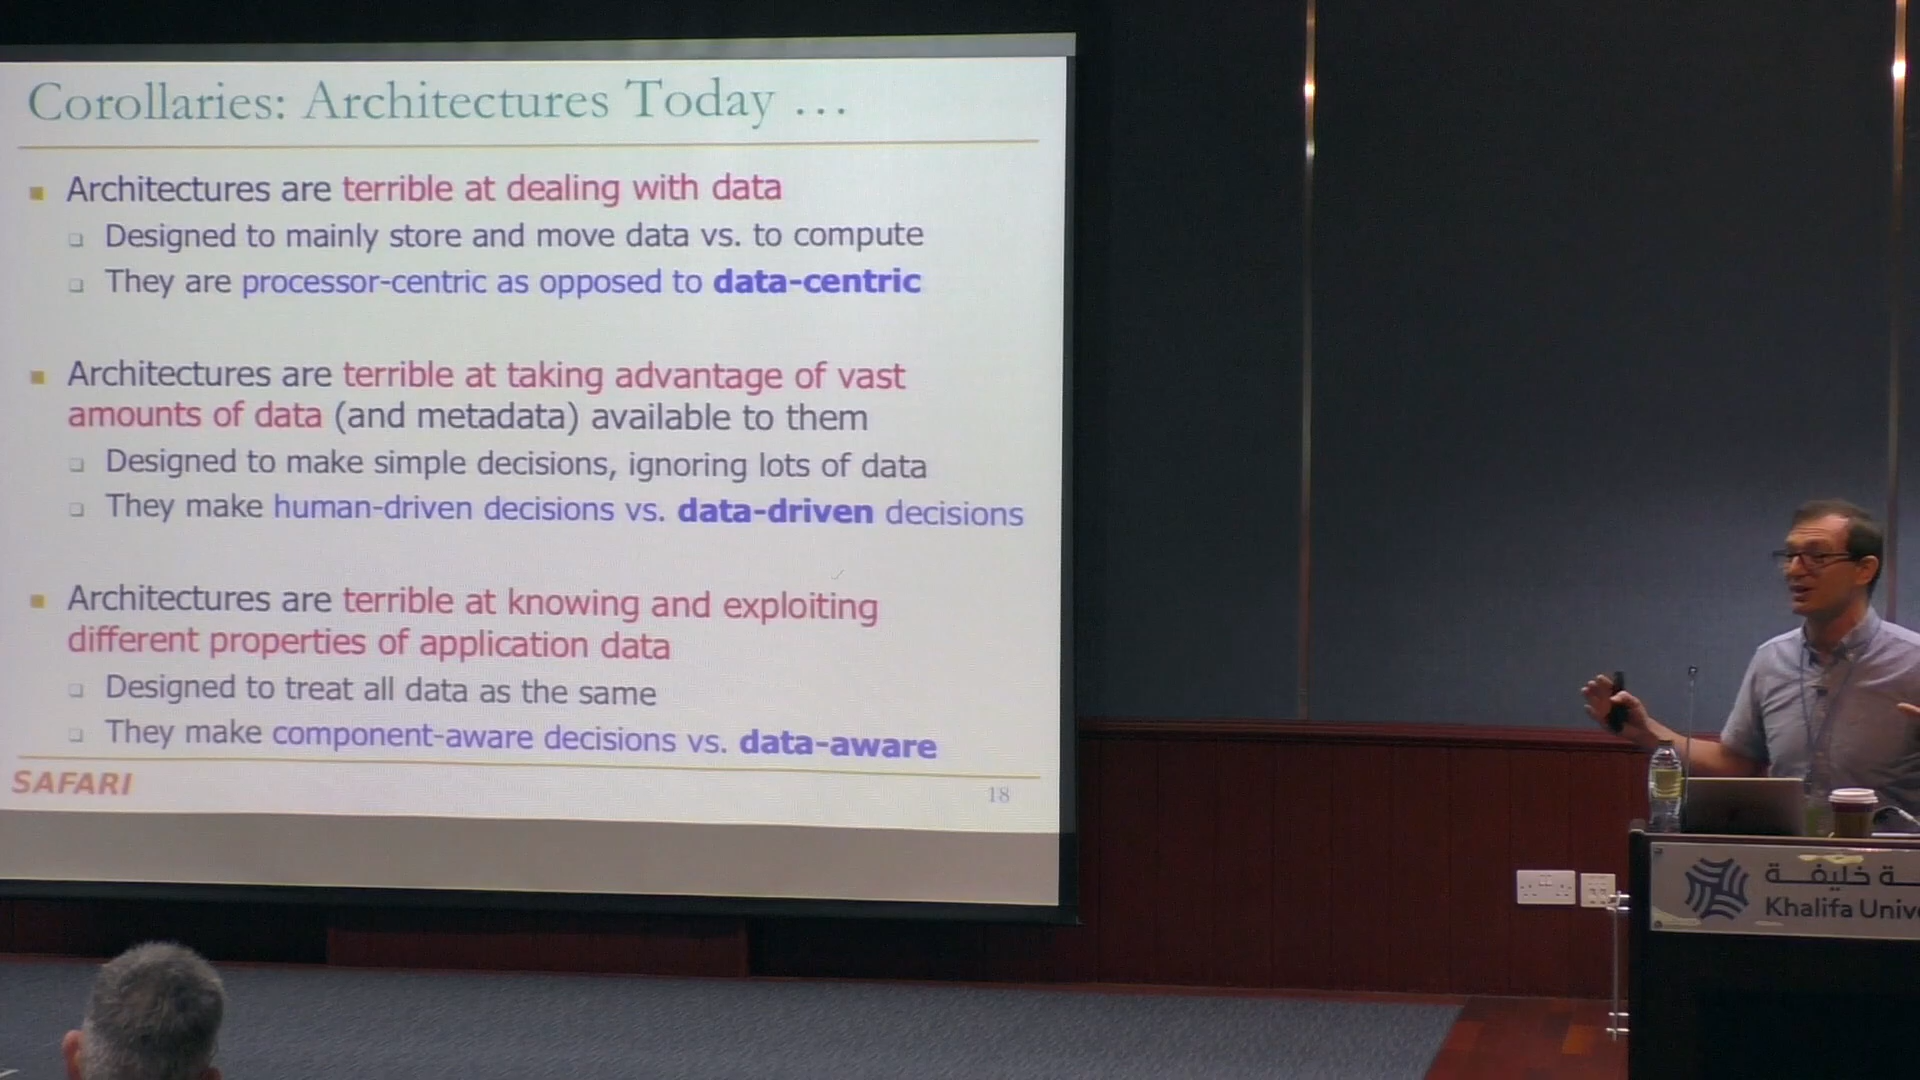 Corollaries: Architectures Today …
Architectures are terrible at dealing with data
Designed to mainly store and move data vs. to compute
They are processor-centric as opposed to data-centric
Architectures are terrible at taking advantage of vast
amounts of data (and metadata) available to them
Designed to make simple decisions, ignoring lots of data
They make human-driven decisions vs. data-driven decisions
Architectures are terrible at knowing and exploiting
different properties of application data
Designed to treat all data as the same
They make component-aware decisions vs. data-aware
SAFARI
18
خليفة
Khalifa